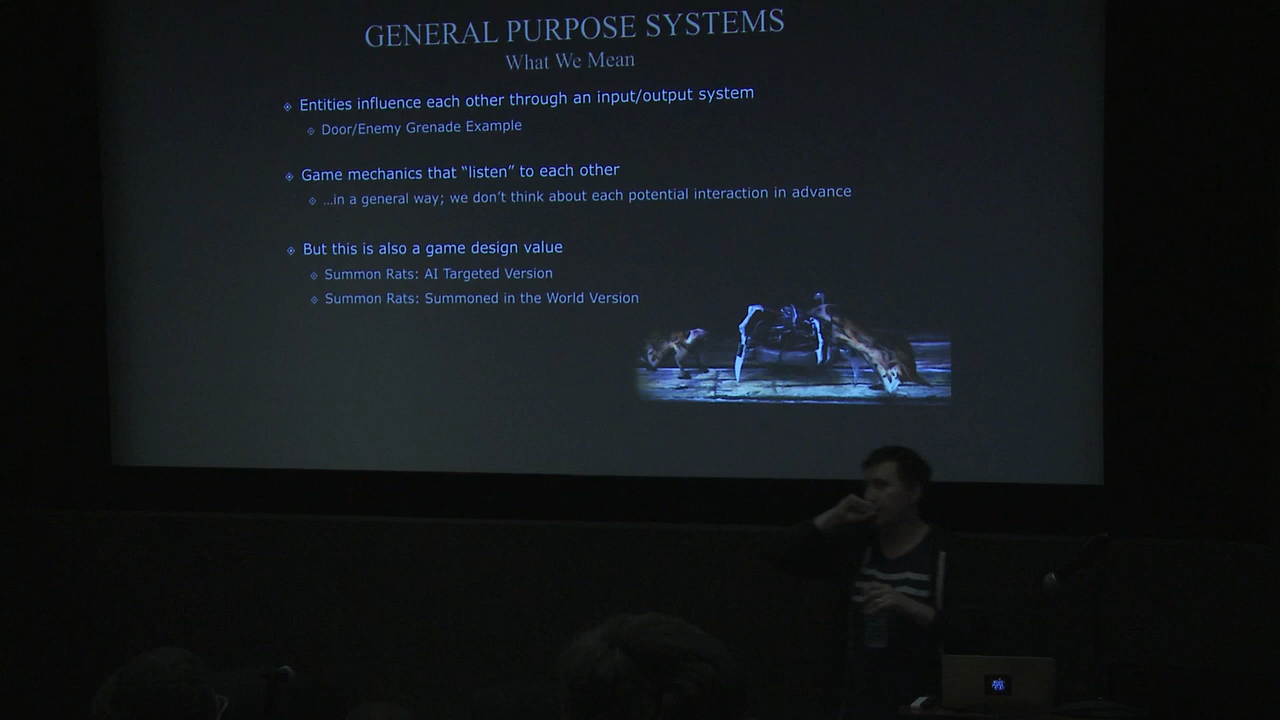 GENERAL PURPOSE SYSTEMS
What We Mean
Entities influence each other through an input/output system
Door/Enemy Grenade Example
Game mechanics that “listen” to each other
…in a general way; we don’t think about each potential interaction in advance
But this is also a game design value
Summon Rats: AI Targeted Version
Summon Rats: Summoned in the World Version